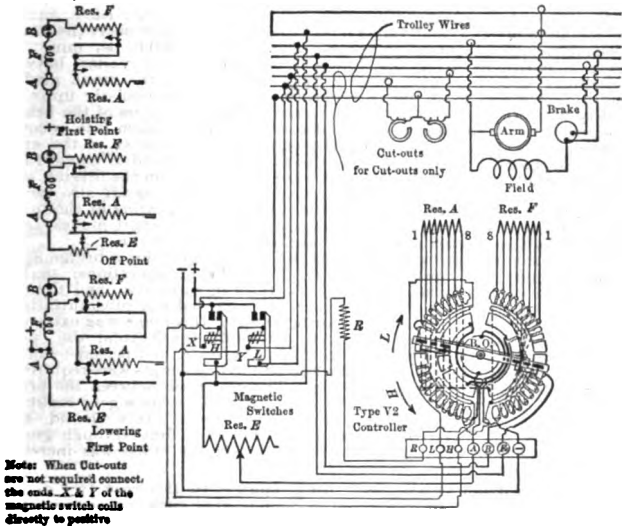 Res. F
B
F
A
Res. A
+
Hoisting
First Point
Res. F
B
F
Res. A
A
Res. E
Off Point
Res. F
B
+
F
A
Res. A
Res. E
Lowering
First Point
Note: When Cut-outs
are not required connect
the ends X & Y of the
magnetic switch coils
directly to positive
Trolley Wires
Brake
Arm
Cut-outs
for Cut-outs only
Field
Res. A
Res. F
1 8 8 1
- +
R
X H Y L
L
B.O.
H
Magnetic
Switches
Type V2
Controller
Res. E
R L H A B